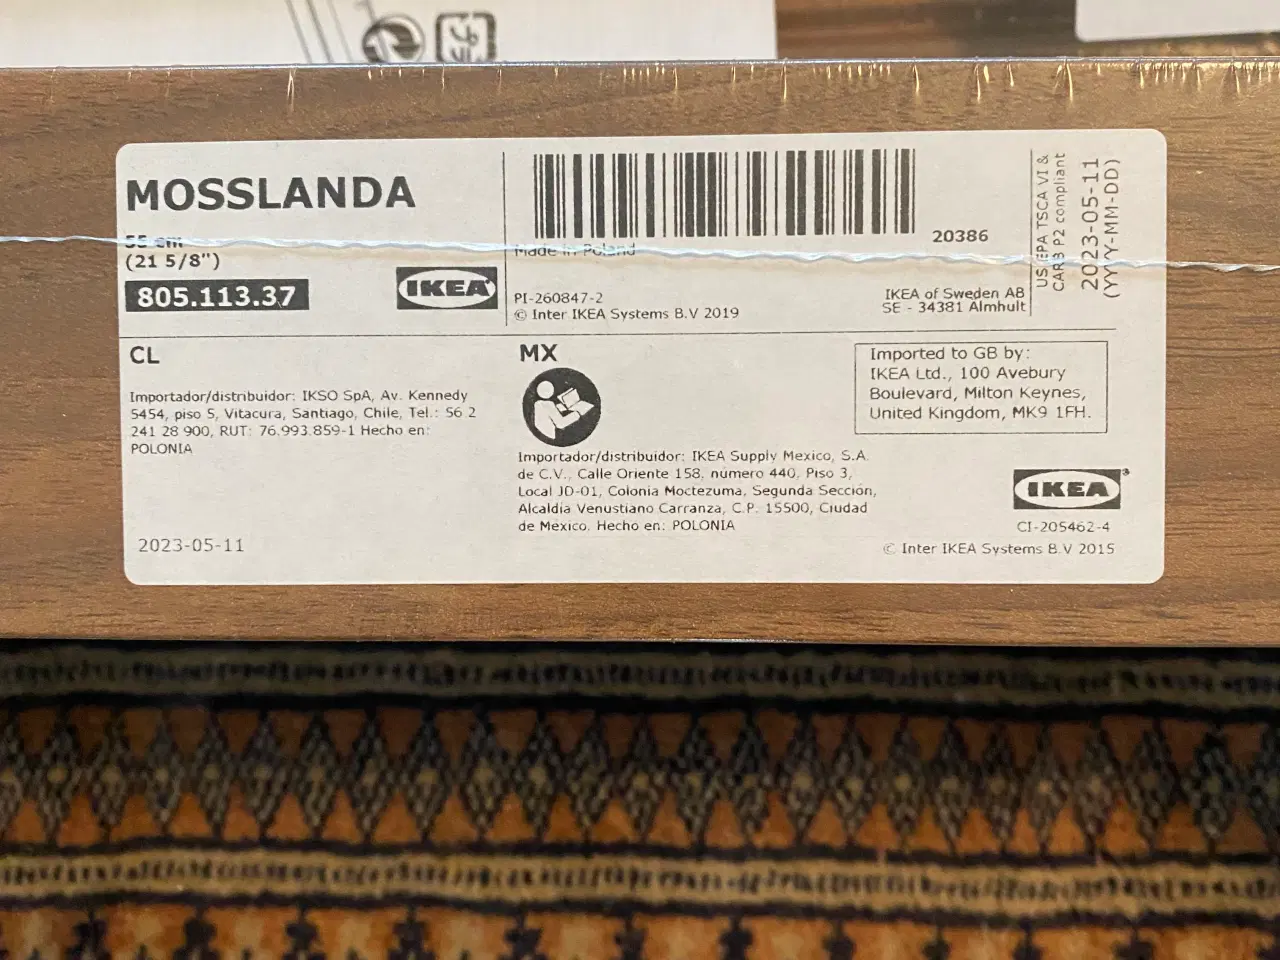 MOSSLANDA
55 cm
(21 5/8")
805.113.37
IKEA
Made in Poland
20386
PI-260847-2
© Inter IKEA Systems B.V 2019
IKEA of Sweden AB
SE - 34381 Älmhult
US EPA TSCA VI &
CARB P2 compliant
2023-05-11
(YYYY-MM-DD)
CL
Importador/distribuidor: IKSO SpA, Av. Kennedy
5454, piso 5, Vitacura, Santiago, Chile, Tel.: 56 2
241 28 900, RUT: 76.993.859-1 Hecho en:
POLONIA
2023-05-11
MX
Importador/distribuidor: IKEA Supply Mexico, S.A.
de C.V., Calle Oriente 158, número 440, Piso 3,
Local JD-01, Colonia Moctezuma, Segunda Sección,
Alcaldía Venustiano Carranza, C.P. 15500, Ciudad
de México. Hecho en: POLONIA
Imported to GB by:
IKEA Ltd., 100 Avebury
Boulevard, Milton Keynes,
United Kingdom, MK9 1FH.
IKEA®
CI-205462-4
© Inter IKEA Systems B.V 2015